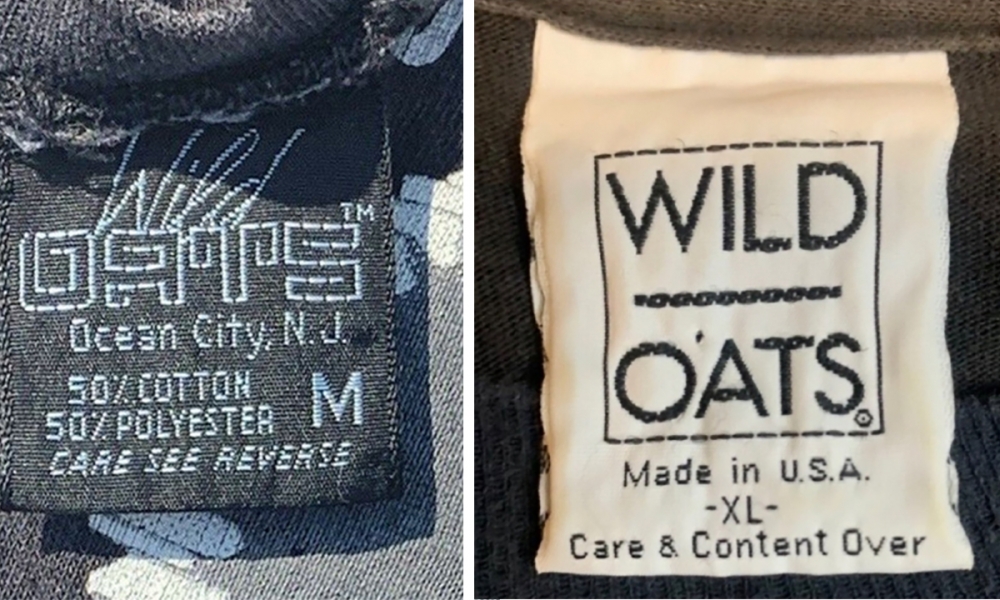 Wild
OATS™
Ocean City, N.J.
50% COTTON
50% POLYESTER
M
CARE SEE REVERSE
WILD
O'ATS®
Made in U.S.A.
-XL-
Care & Content Over